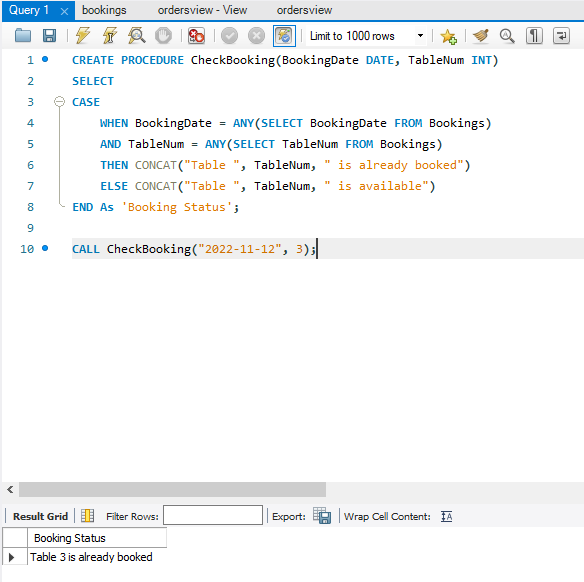 Query 1 bookings ordersview - View ordersview
Limit to 1000 rows
1 CREATE PROCEDURE CheckBooking(BookingDate DATE, TableNum INT)
2 SELECT
3 CASE
4 WHEN BookingDate = ANY(SELECT BookingDate FROM Bookings)
5 AND TableNum = ANY(SELECT TableNum FROM Bookings)
6 THEN CONCAT("Table ", TableNum, " is already booked")
7 ELSE CONCAT("Table ", TableNum, " is available")
8 END As 'Booking Status';
9
10 CALL CheckBooking("2022-11-12", 3);
Result Grid Filter Rows: Export: Wrap Cell Content:
Booking Status
Table 3 is already booked